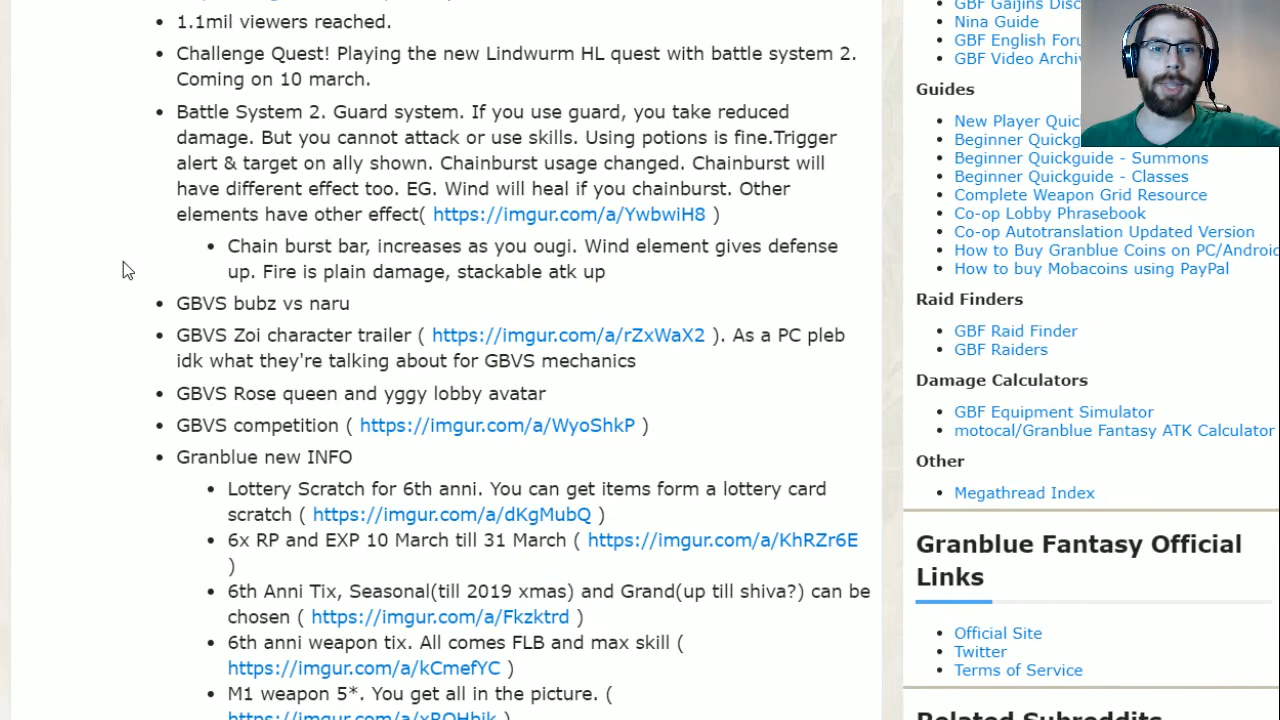 1.1mil viewers reached.
Challenge Quest! Playing the new Lindwurm HL quest with battle system 2.
Coming on 10 march.
Battle System 2. Guard system. If you use guard, you take reduced
damage. But you cannot attack or use skills. Using potions is fine.Trigger
alert & target on ally shown. Chainburst usage changed. Chainburst will
have different effect too. EG. Wind will heal if you chainburst. Other
elements have other effect( https://imgur.com/a/YwbwiH8 )
Chain burst bar, increases as you ougi. Wind element gives defense
up. Fire is plain damage, stackable atk up
GBVS bubz vs naru
GBVS Zoi character trailer ( https://imgur.com/a/rZxWaX2 ). As a PC pleb
idk what they're talking about for GBVS mechanics
GBVS Rose queen and yggy lobby avatar
GBVS competition ( https://imgur.com/a/WyoShkP )
Granblue new INFO
Lottery Scratch for 6th anni. You can get items form a lottery card
scratch ( https://imgur.com/a/dKgMubQ )
6x RP and EXP 10 March till 31 March ( https://imgur.com/a/KhRZr6E
)
6th Anni Tix, Seasonal(till 2019 xmas) and Grand(up till shiva?) can be
chosen ( https://imgur.com/a/Fkzktrd )
6th anni weapon tix. All comes FLB and max skill (
https://imgur.com/a/kCmefYC )
M1 weapon 5*. You get all in the picture. (
GBF Gaijins Disc
Nina Guide
GBF English Foru
GBF Video Archiv
Guides
New Player Quic
Beginner Quickg
Beginner Quickguide - Summons
Beginner Quickguide - Classes
Complete Weapon Grid Resource
Co-op Lobby Phrasebook
Co-op Autotranslation Updated Version
How to Buy Granblue Coins on PC/Androic
How to buy Mobacoins using PayPal
Raid Finders
GBF Raid Finder
GBF Raiders
Damage Calculators
GBF Equipment Simulator
motocal/Granblue Fantasy ATK Calculator
Other
Megathread Index
Granblue Fantasy Official
Links
Official Site
Twitter
Terms of Service
Related Subreddits